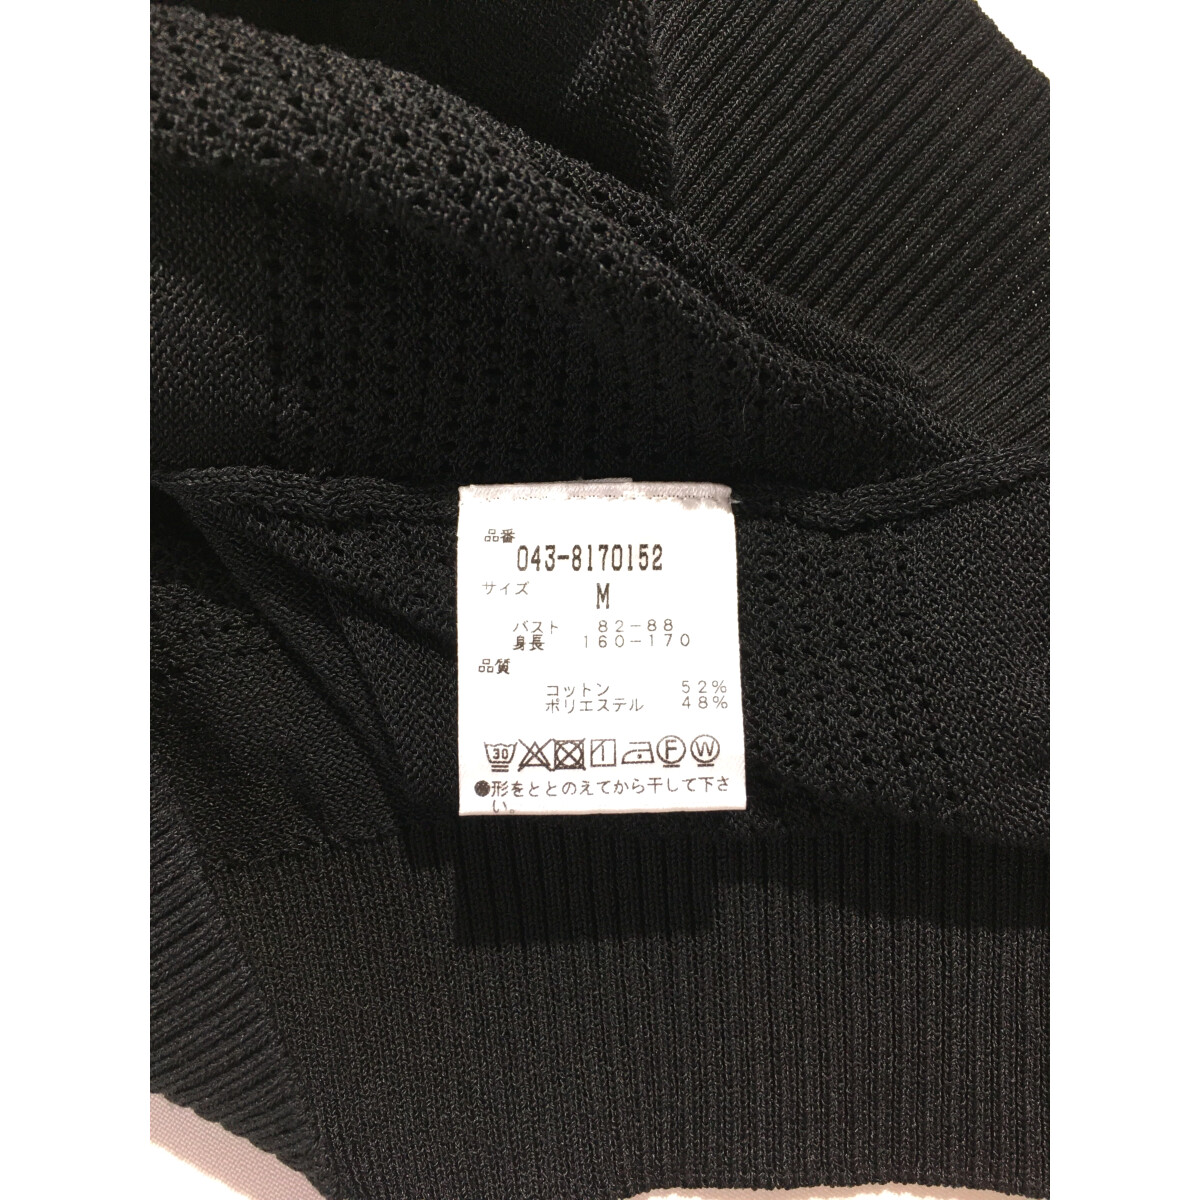 品番
043-8170152
サイズ
M
バスト 82-88
身長 160-170
品質
コットン 52%
ポリエステル 48%
30 F W
●形をととのえてから干して下さ
い。